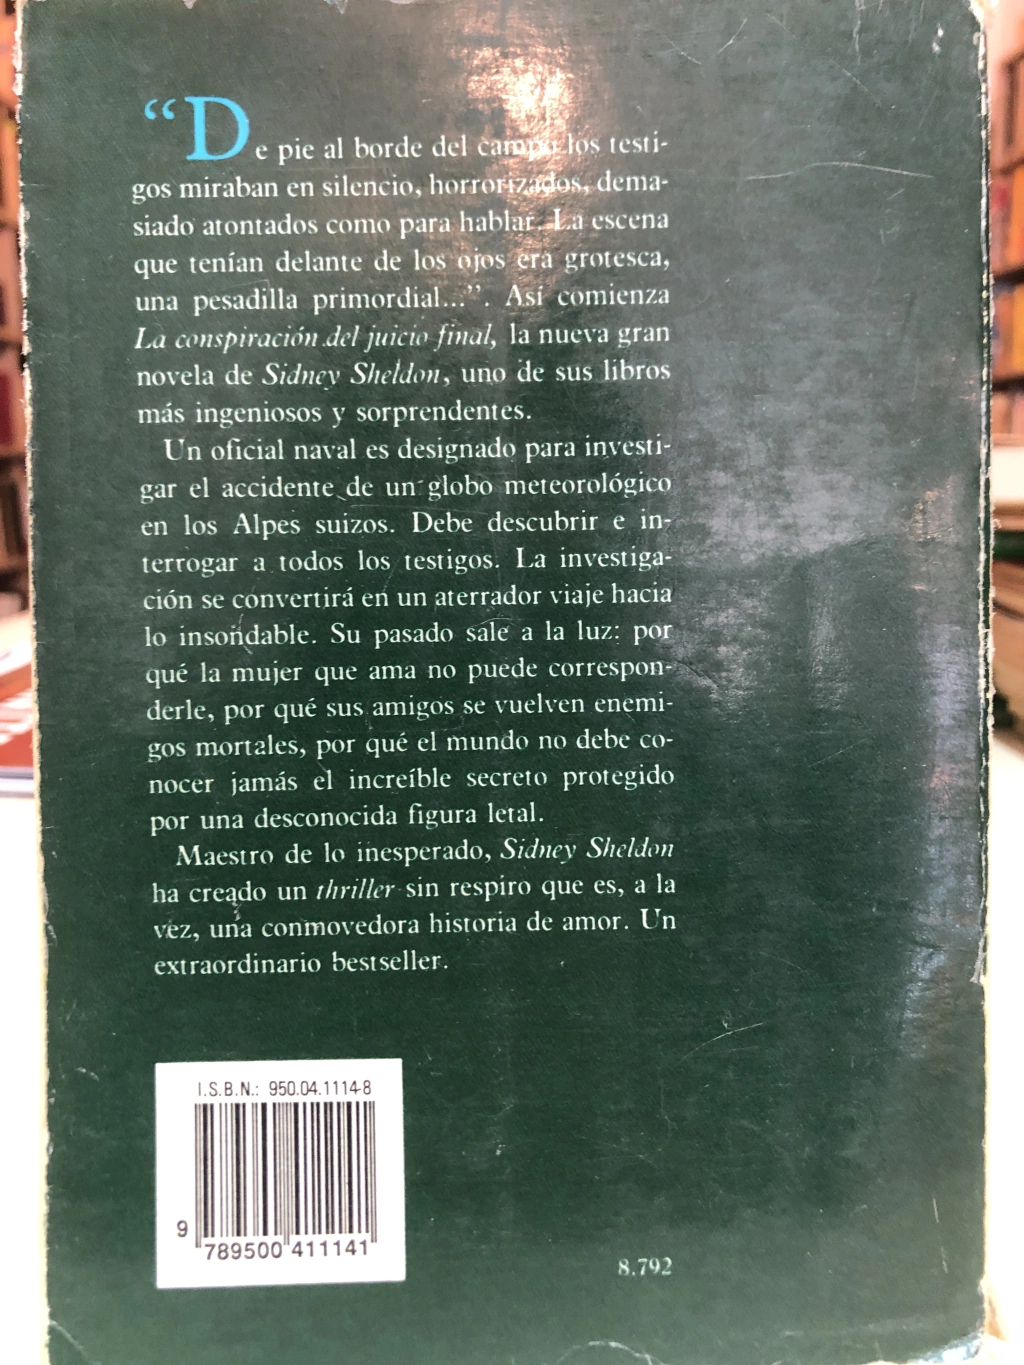 “De pie al borde del campo los testi-
gos miraban en silencio, horrorizados, dema-
siado atontados como para hablar. La escena
que tenían delante de los ojos era grotesca,
una pesadilla primordial...”. Así comienza
La conspiración del juicio final, la nueva gran
novela de Sidney Sheldon, uno de sus libros
más ingeniosos y sorprendentes.
Un oficial naval es designado para investi-
gar el accidente de un globo meteorológico
en los Alpes suizos. Debe descubrir e in-
terrogar a todos los testigos. La investiga-
ción se convertirá en un aterrador viaje hacia
lo insondable. Su pasado sale a la luz: por
qué la mujer que ama no puede correspon-
derle, por qué sus amigos se vuelven enemi-
gos mortales, por qué el mundo no debe co-
nocer jamás el increíble secreto protegido
por una desconocida figura letal.
Maestro de lo inesperado, Sidney Sheldon
ha creado un thriller sin respiro que es, a la
vez, una conmovedora historia de amor. Un
extraordinario bestseller.
I.S.B.N.: 950.04.1114-8
9 789500 411141
8.792